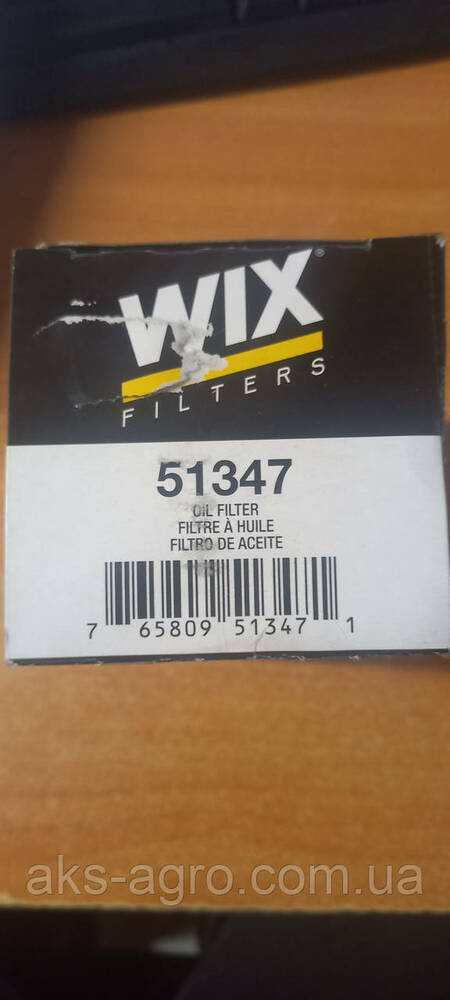 WIX®
FILTERS
51347
OIL FILTER
FILTRE À HUILE
FILTRO DE ACEITE
7 65809 51347 1
aks-agro.com.ua